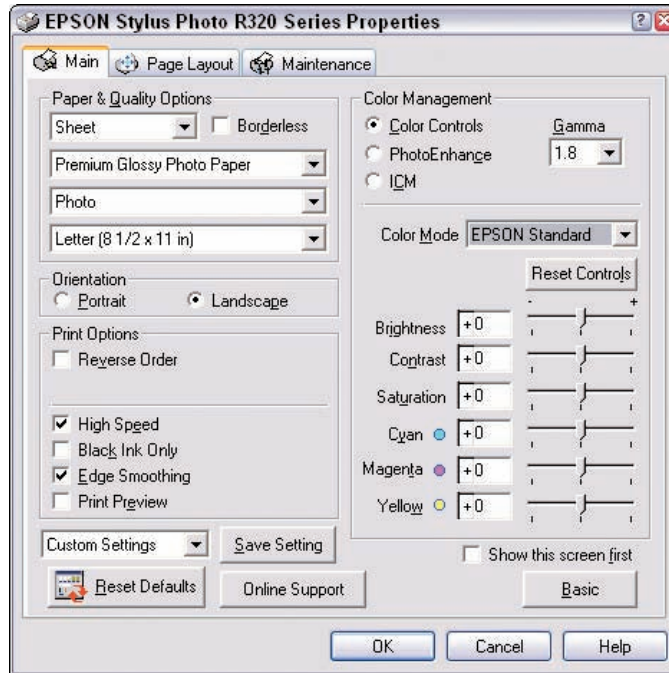 EPSON Stylus Photo R320 Series Properties
Main
Page Layout
Maintenance
Paper & Quality Options
Sheet
Borderless
Premium Glossy Photo Paper
Photo
Letter (8 1/2 x 11 in)
Orientation
Portrait
Landscape
Print Options
Reverse Order
High Speed
Black Ink Only
Edge Smoothing
Print Preview
Custom Settings
Save Setting
Reset Defaults
Online Support
Color Management
Color Controls
PhotoEnhance
ICM
Gamma
1.8
Color Mode EPSON Standard
Reset Controls
- +
Brightness +0
Contrast +0
Saturation +0
Cyan +0
Magenta +0
Yellow +0
Show this screen first
Basic
OK
Cancel
Help